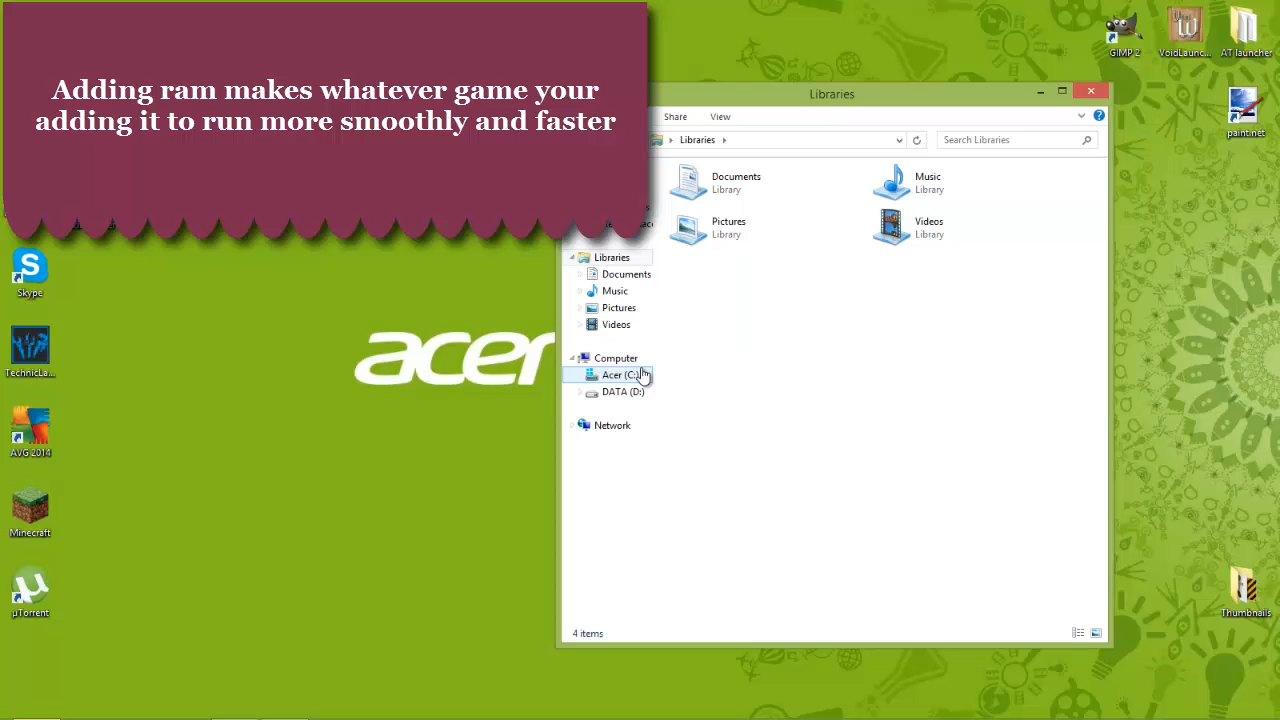 Adding ram makes whatever game your
adding it to run more smoothly and faster
GIMP 2
VoidLaunc...
AT launcher
paint.net
Libraries
Share
View
Libraries
Search Libraries
Documents
Library
Music
Library
Pictures
Library
Videos
Library
Libraries
Documents
Music
Pictures
Videos
Computer
Acer (C:)
DATA (D:)
Network
4 items
acer
Skype
TechnicLa...
AVG 2014
Minecraft
µTorrent
Thumbnails